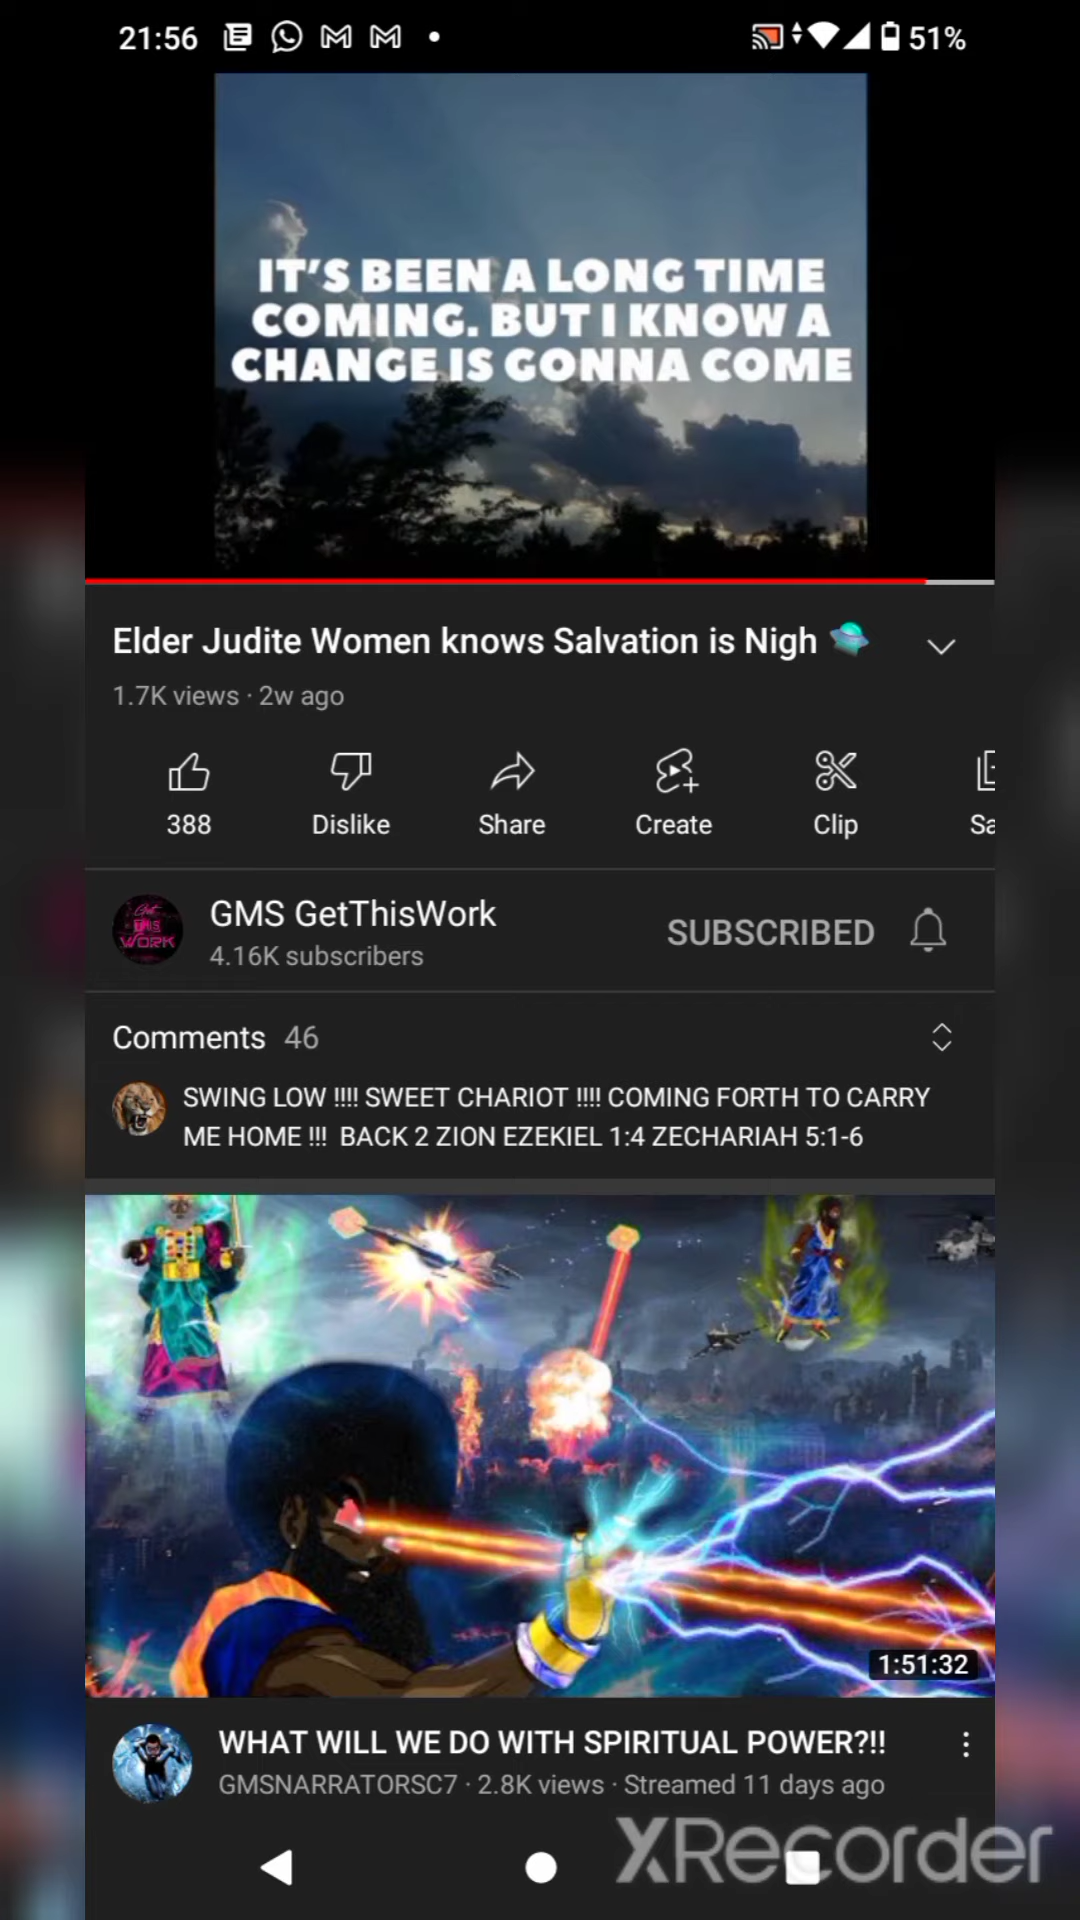 21:56
51%
IT'S BEEN A LONG TIME
COMING. BUT I KNOW A
CHANGE IS GONNA COME
Elder Judite Women knows Salvation is Nigh
1.7K views · 2w ago
388 Dislike Share Create Clip Sa
Get
THIS
WORK
GMS GetThisWork
4.16K subscribers
SUBSCRIBED
Comments 46
SWING LOW !!!! SWEET CHARIOT !!!! COMING FORTH TO CARRY
ME HOME !!! BACK 2 ZION EZEKIEL 1:4 ZECHARIAH 5:1-6
1:51:32
WHAT WILL WE DO WITH SPIRITUAL POWER?!!
GMSNARRATORSC7 · 2.8K views · Streamed 11 days ago
XRecorder